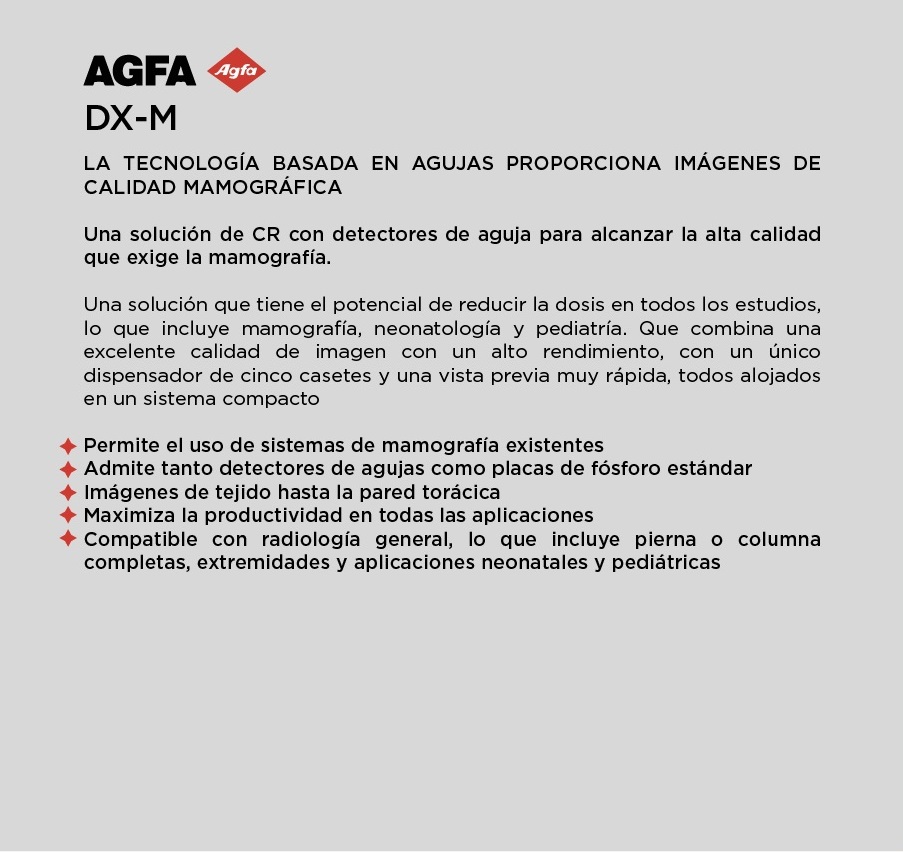 AGFA Agfa
DX-M
LA TECNOLOGÍA BASADA EN AGUJAS PROPORCIONA IMÁGENES DE
CALIDAD MAMOGRÁFICA
Una solución de CR con detectores de aguja para alcanzar la alta calidad
que exige la mamografía.
Una solución que tiene el potencial de reducir la dosis en todos los estudios,
lo que incluye mamografía, neonatología y pediatría. Que combina una
excelente calidad de imagen con un alto rendimiento, con un único
dispensador de cinco casetes y una vista previa muy rápida, todos alojados
en un sistema compacto
Permite el uso de sistemas de mamografía existentes
Admite tanto detectores de agujas como placas de fósforo estándar
Imágenes de tejido hasta la pared torácica
Maximiza la productividad en todas las aplicaciones
Compatible con radiología general, lo que incluye pierna o columna
completas, extremidades y aplicaciones neonatales y pediátricas